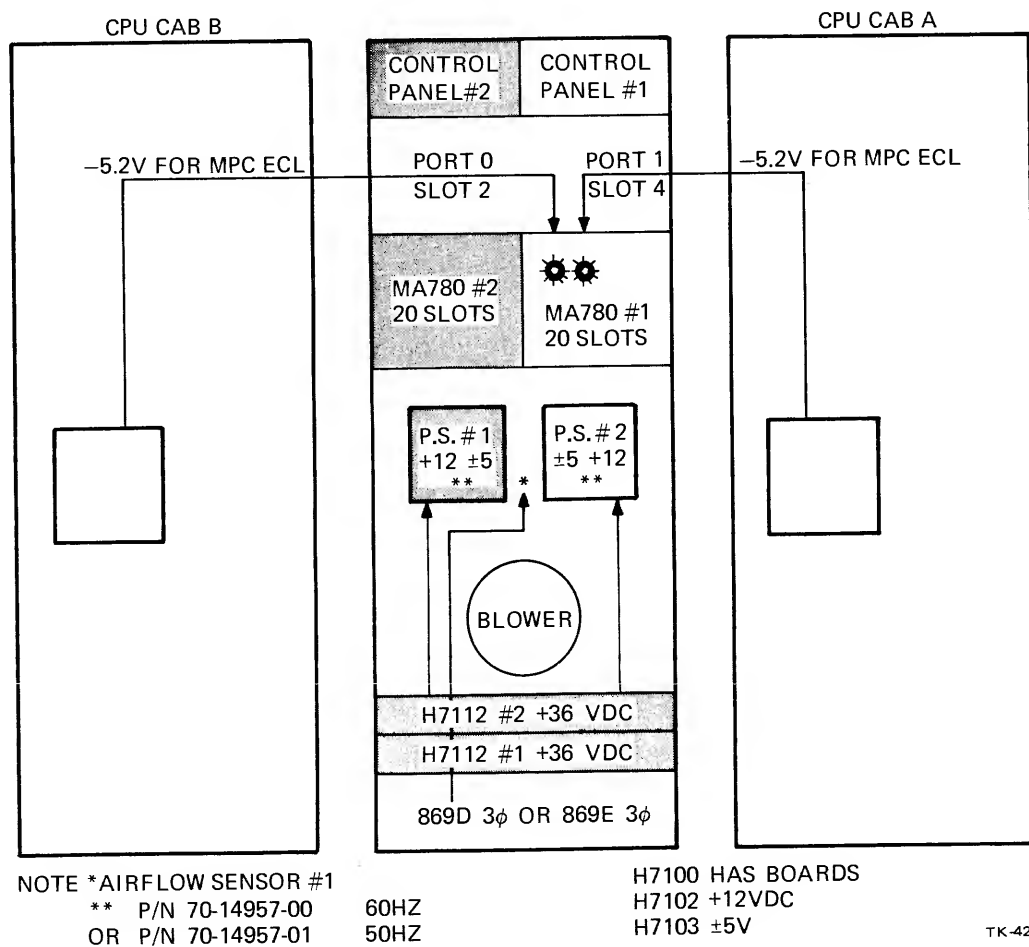 CPU CAB B
CPU CAB A
CONTROL
PANEL#2
CONTROL
PANEL #1
−5.2V FOR MPC ECL
PORT 0
SLOT 2
PORT 1
SLOT 4
−5.2V FOR MPC ECL
MA780 #2
20 SLOTS
MA780 #1
20 SLOTS
P.S. #1
+12 ±5
**
*
P.S. #2
±5 +12
**
BLOWER
H7112 #2 +36 VDC
H7112 #1 +36 VDC
869D 3φ OR 869E 3φ
NOTE *AIRFLOW SENSOR #1
** P/N 70-14957-00 60HZ
OR P/N 70-14957-01 50HZ
H7100 HAS BOARDS
H7102 +12VDC
H7103 ±5V
TK-42